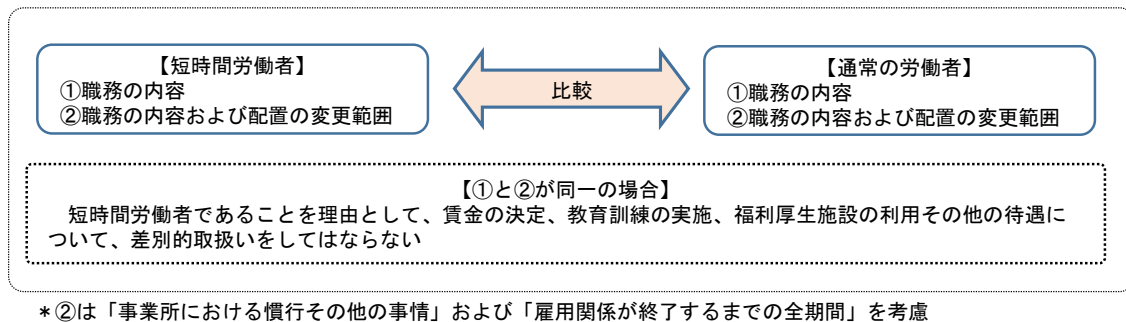 【短時間労働者】
①職務の内容
②職務の内容および配置の変更範囲
比較
【通常の労働者】
①職務の内容
②職務の内容および配置の変更範囲
【①と②が同一の場合】
短時間労働者であることを理由として、賃金の決定、教育訓練の実施、福利厚生施設の利用その他の待遇に
ついて、差別的取扱いをしてはならない
*②は「事業所における慣行その他の事情」および「雇用関係が終了するまでの全期間」を考慮